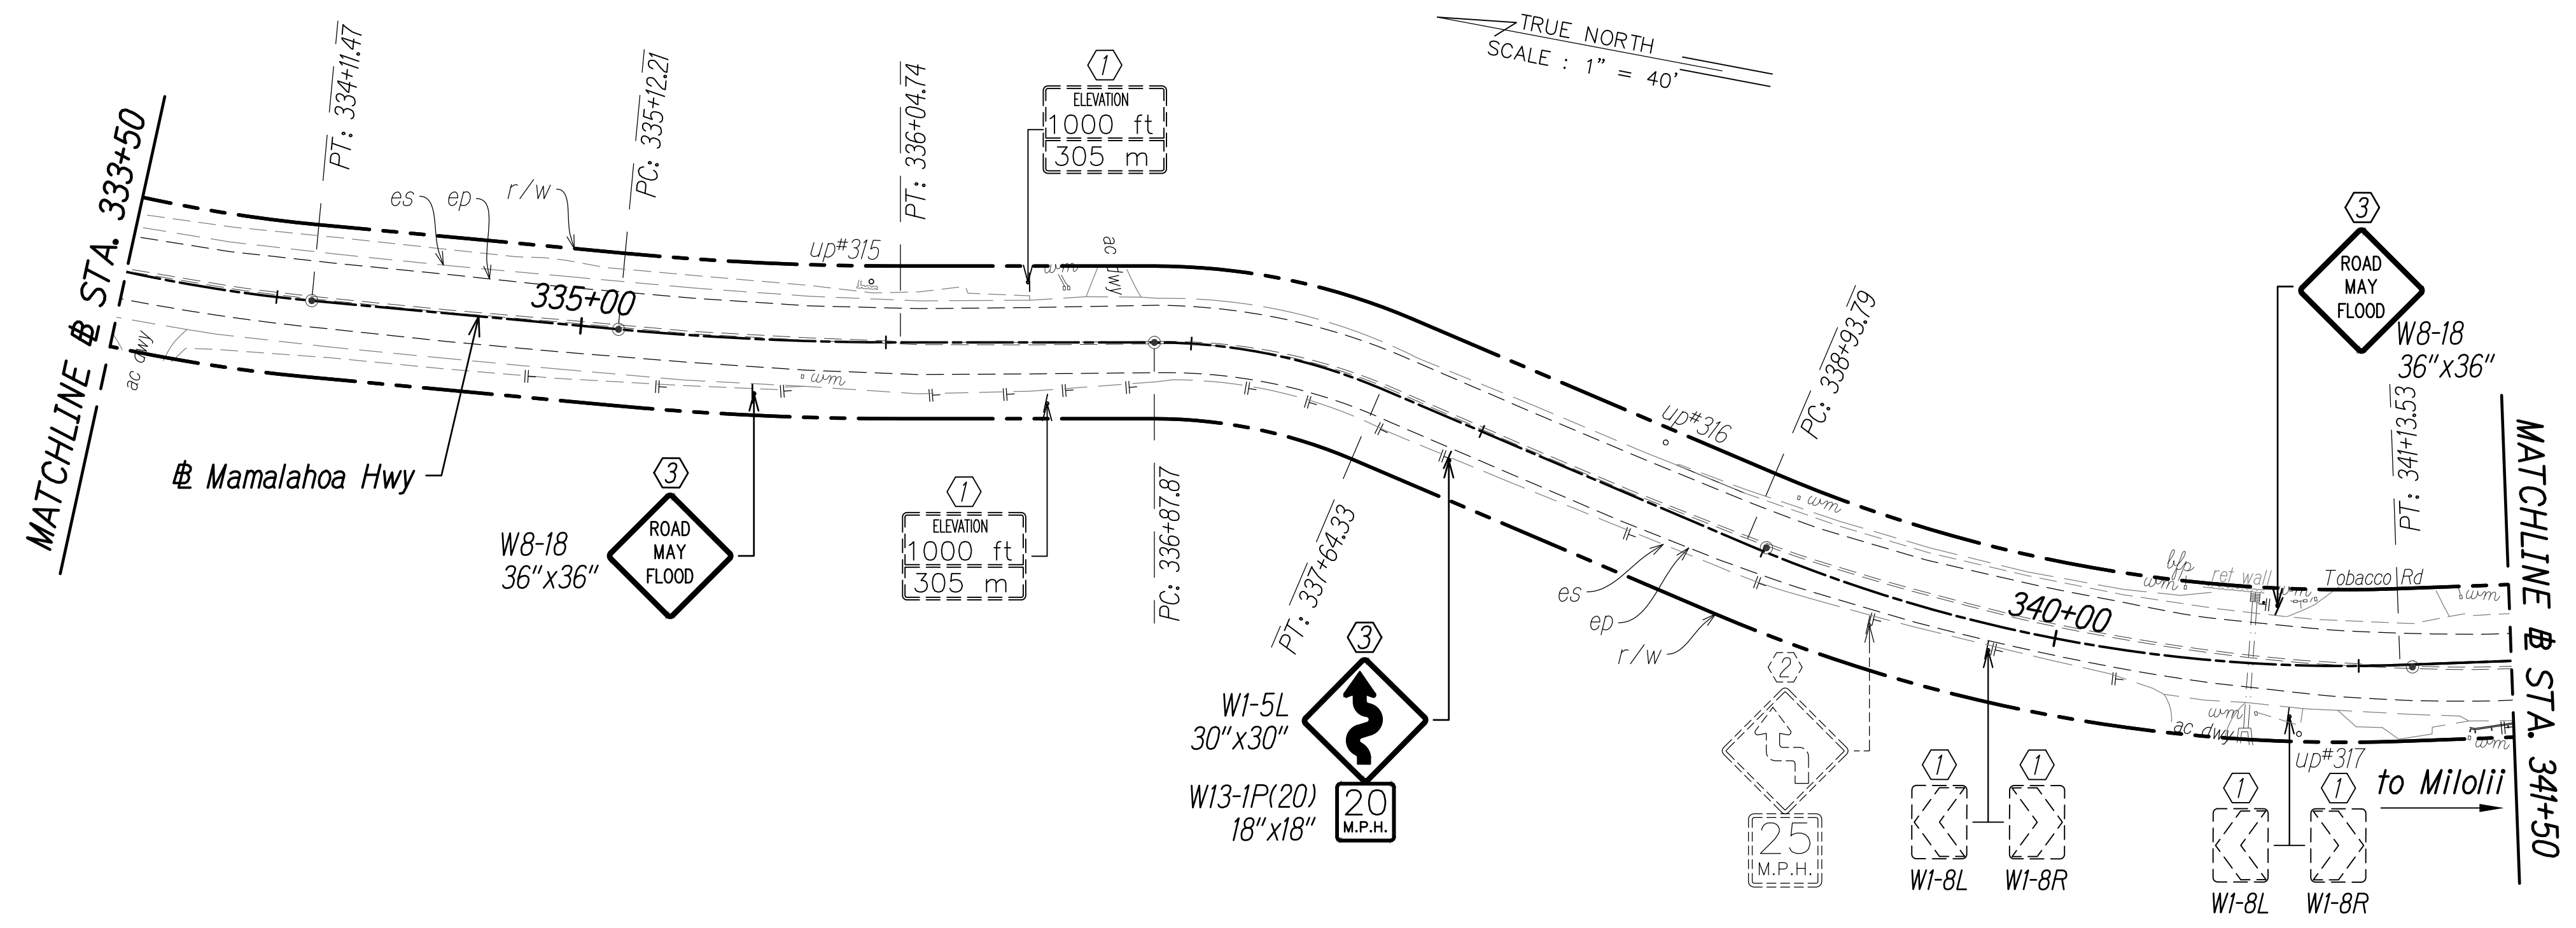 TRUE NORTH
SCALE : 1" = 40'
MATCHLINE ⅊ STA. 333+50
PT: 334+11.47
PC: 335+12.21
PT: 336+04.74
1
ELEVATION
1000 ft
305 m
es
ep
r/w
up#315
wm
ac dwy
335+00
ac dwy
wm
℄ Mamalahoa Hwy
3
W8-18
36"x36"
ROAD
MAY
FLOOD
1
ELEVATION
1000 ft
305 m
PC: 336+87.87
PT: 337+64.33
3
W1-5L
30"x30"
W13-1P(20)
18"x18"
20
M.P.H.
up#316
PC: 338+93.79
wm
es
ep
r/w
2
25
M.P.H.
1
1
W1-8L
W1-8R
340+00
3
ROAD
MAY
FLOOD
W8-18
36"x36"
PT: 341+13.53
bfp
wm
ret wall
wm
Tobacco Rd
wm
wm
ac dwy
up#317
wm
to Milolii
1
1
W1-8L
W1-8R
MATCHLINE ⅊ STA. 341+50